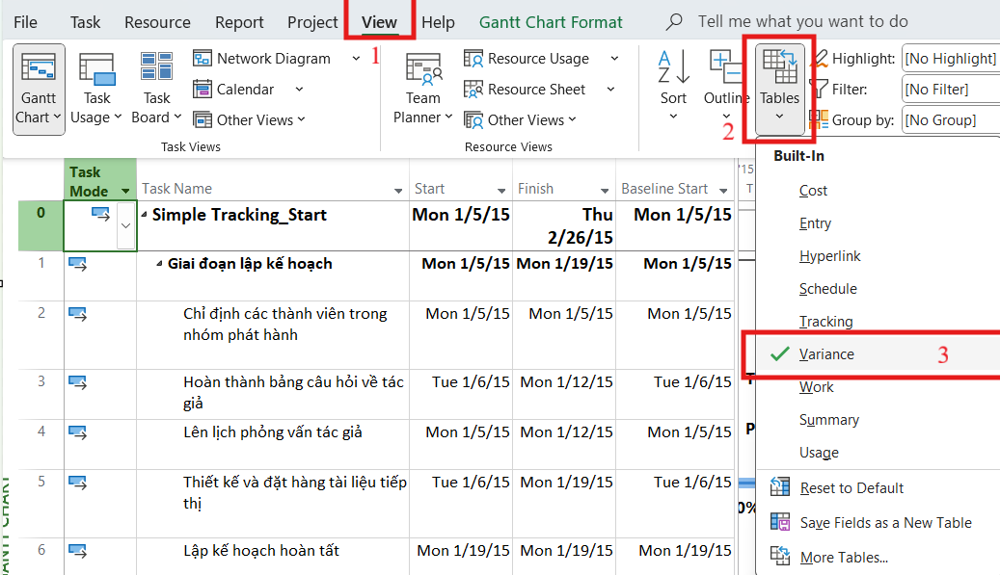 File Task Resource Report Project View Help Gantt Chart Format Tell me what you want to do
1
Gantt Chart
Task Usage
Task Board
Network Diagram
Calendar
Other Views
Task Views
Team Planner
Resource Usage
Resource Sheet
Other Views
Resource Views
Sort
Outline
2
Tables
Highlight: [No Highlight]
Filter: [No Filter]
Group by: [No Group]
Built-In
Cost
Entry
Hyperlink
Schedule
Tracking
Variance 3
Work
Summary
Usage
Reset to Default
Save Fields as a New Table
More Tables...
Task Mode Task Name Start Finish Baseline Start
'15
T
0 Simple Tracking_Start Mon 1/5/15 Thu 2/26/15 Mon 1/5/15
1 Giai đoạn lập kế hoạch Mon 1/5/15 Mon 1/19/15 Mon 1/5/15
2 Chỉ định các thành viên trong Mon 1/5/15 Mon 1/5/15 Mon 1/5/15
nhóm phát hành
3 Hoàn thành bảng câu hỏi về tác Tue 1/6/15 Mon 1/12/15 Tue 1/6/15
giả
4 Lên lịch phỏng vấn tác giả Mon 1/5/15 Mon 1/12/15 Mon 1/5/15
5 Thiết kế và đặt hàng tài liệu tiếp Tue 1/6/15 Mon 1/19/15 Tue 1/6/15
thị
6 Lập kế hoạch hoàn tất Mon 1/19/15 Mon 1/19/15 Mon 1/19/15
P
0%